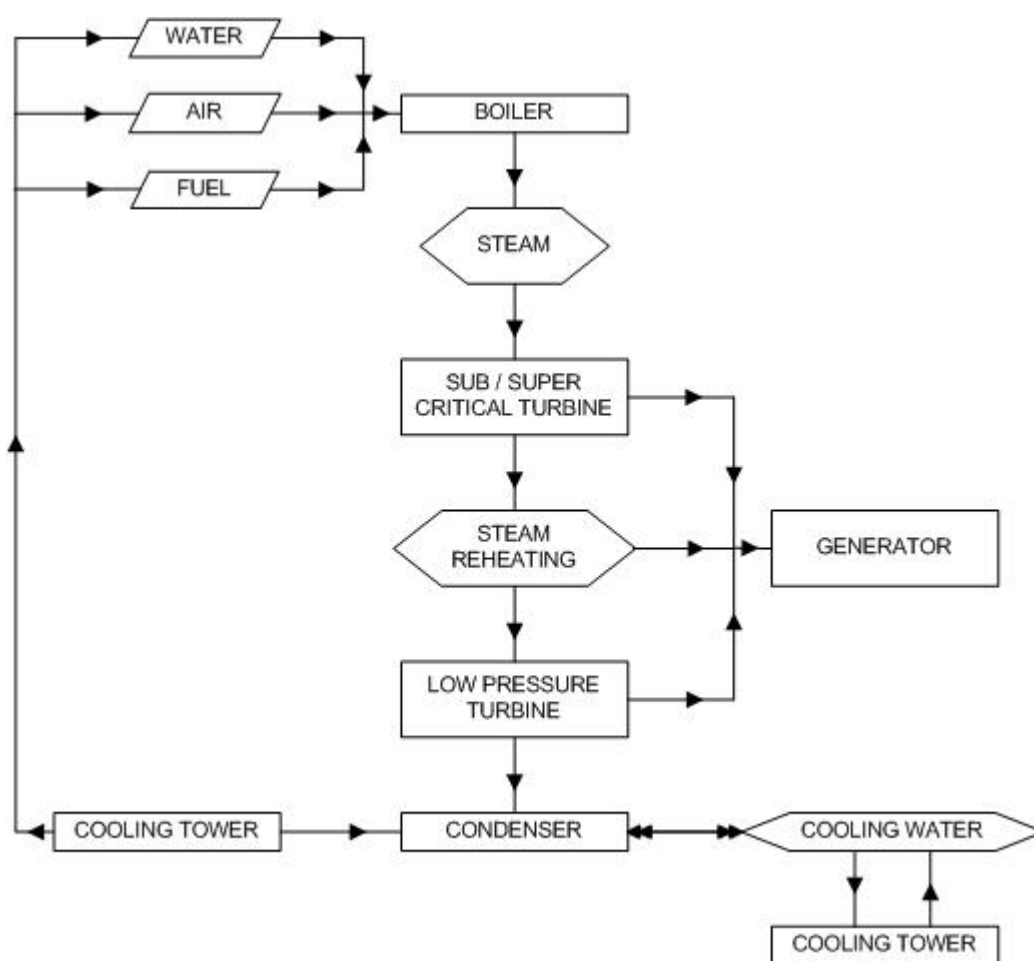 WATER
AIR
BOILER
FUEL
STEAM
SUB / SUPER
CRITICAL TURBINE
STEAM
REHEATING
GENERATOR
LOW PRESSURE
TURBINE
COOLING TOWER
CONDENSER
COOLING WATER
COOLING TOWER